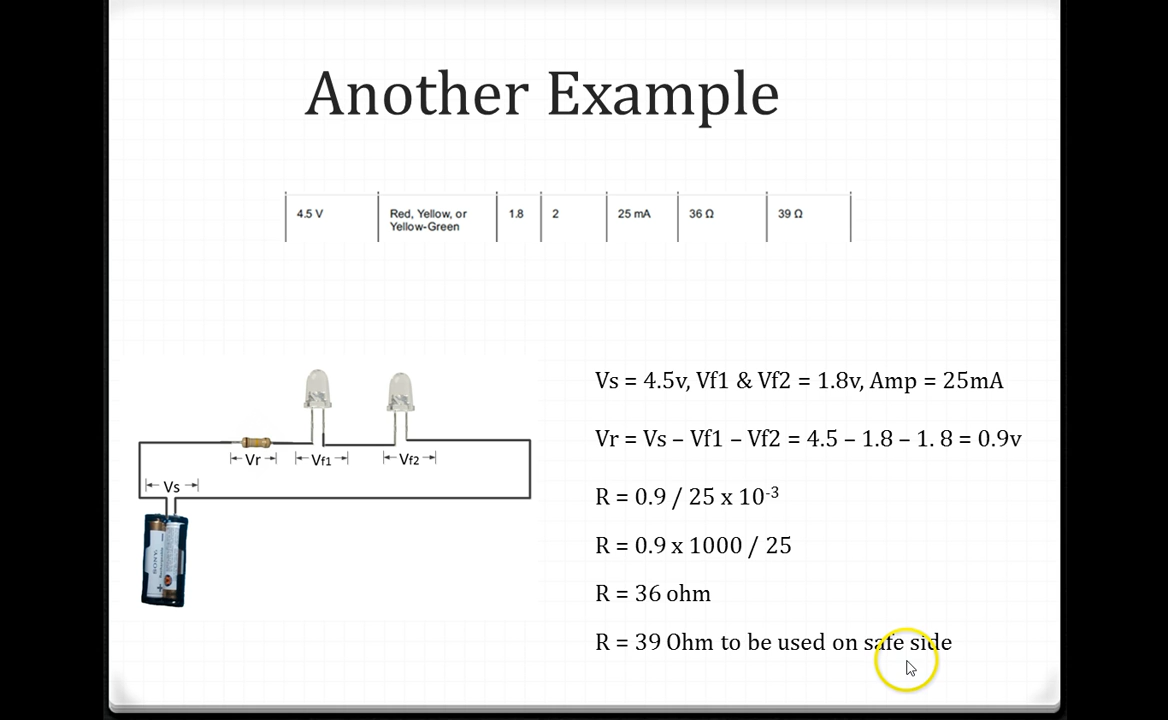 Another Example
4.5 V Red, Yellow, or 1.8 2 25 mA 36 Ω 39 Ω
Yellow-Green
Vs = 4.5v, Vf1 & Vf2 = 1.8v, Amp = 25mA
Vr = Vs – Vf1 – Vf2 = 4.5 – 1.8 – 1. 8 = 0.9v
Vr Vf1 Vf2
Vs
R = 0.9 / 25 x 10-3
SONY
R = 0.9 x 1000 / 25
R = 36 ohm
R = 39 Ohm to be used on safe side